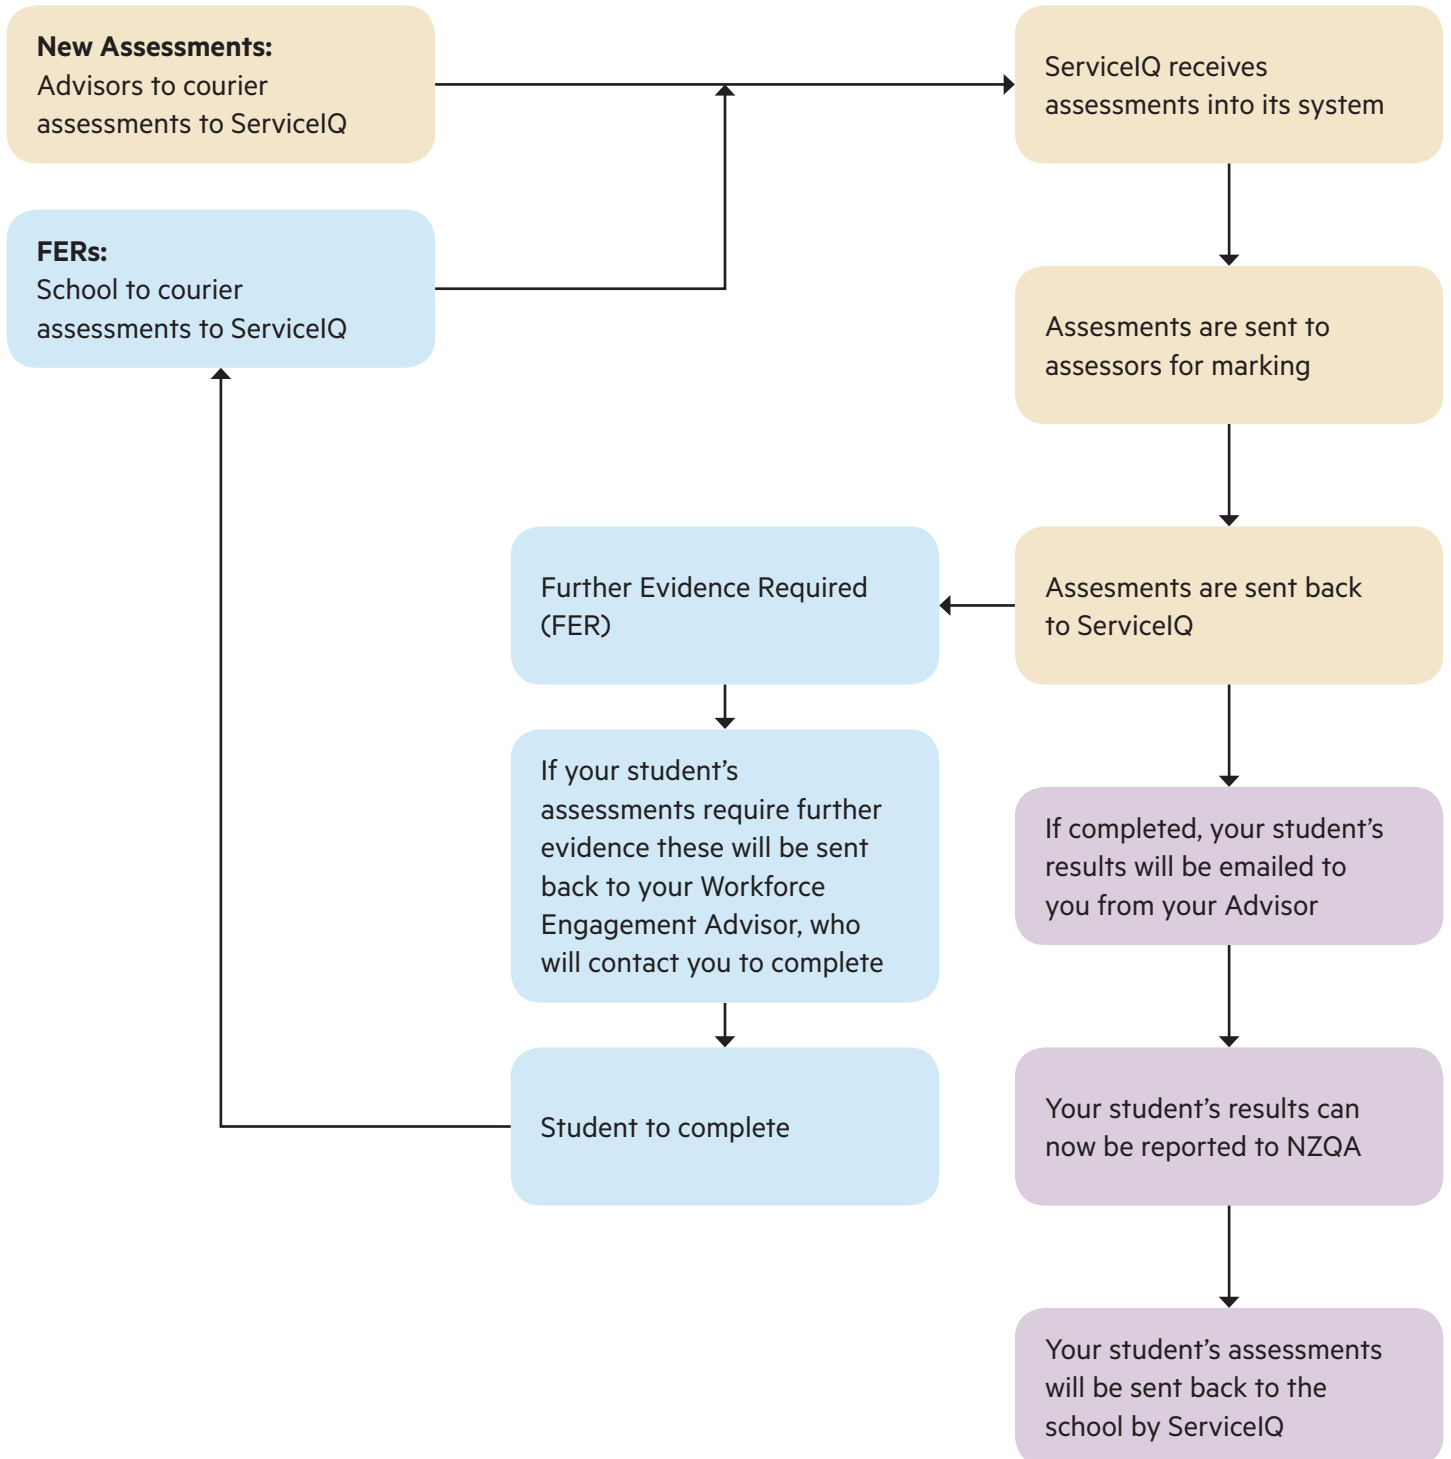 New Assessments:
Advisors to courier
assessments to ServiceIQ
ServiceIQ receives
assessments into its system
FERs:
School to courier
assessments to ServiceIQ
Assesments are sent to
assessors for marking
Further Evidence Required
(FER)
Assesments are sent back
to ServiceIQ
If your student’s
assessments require further
evidence these will be sent
back to your Workforce
Engagement Advisor, who
will contact you to complete
If completed, your student’s
results will be emailed to
you from your Advisor
Student to complete
Your student’s results can
now be reported to NZQA
Your student’s assessments
will be sent back to the
school by ServiceIQ